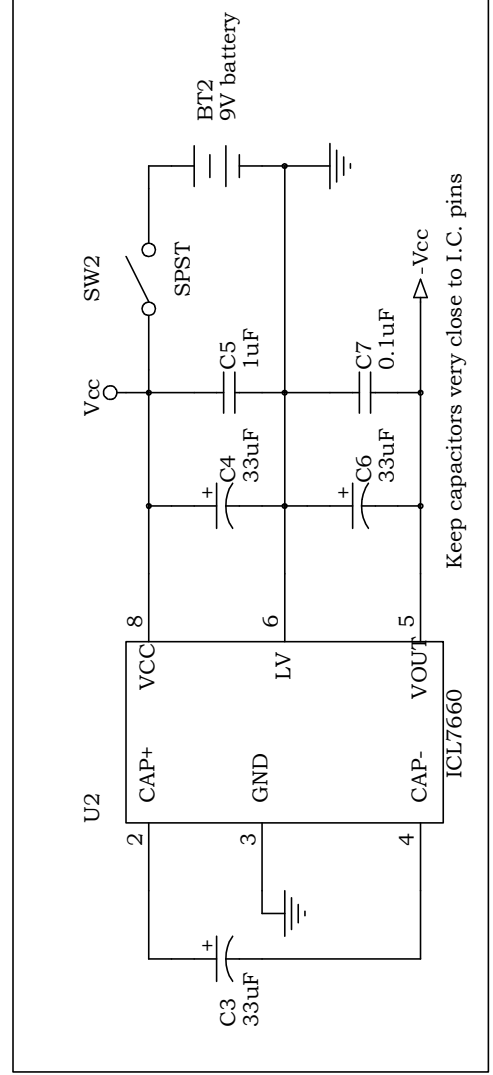 U2
SW2
SPST
BT2
9V battery
Vcc
C5
1uF
C4
33uF
C7
0.1uF
C6
33uF
C3
33uF
-Vcc
2
CAP+
VCC
8
3
GND
LV
6
4
CAP-
VOUT
5
ICL7660
+
+
+
Keep capacitors very close to I.C. pins